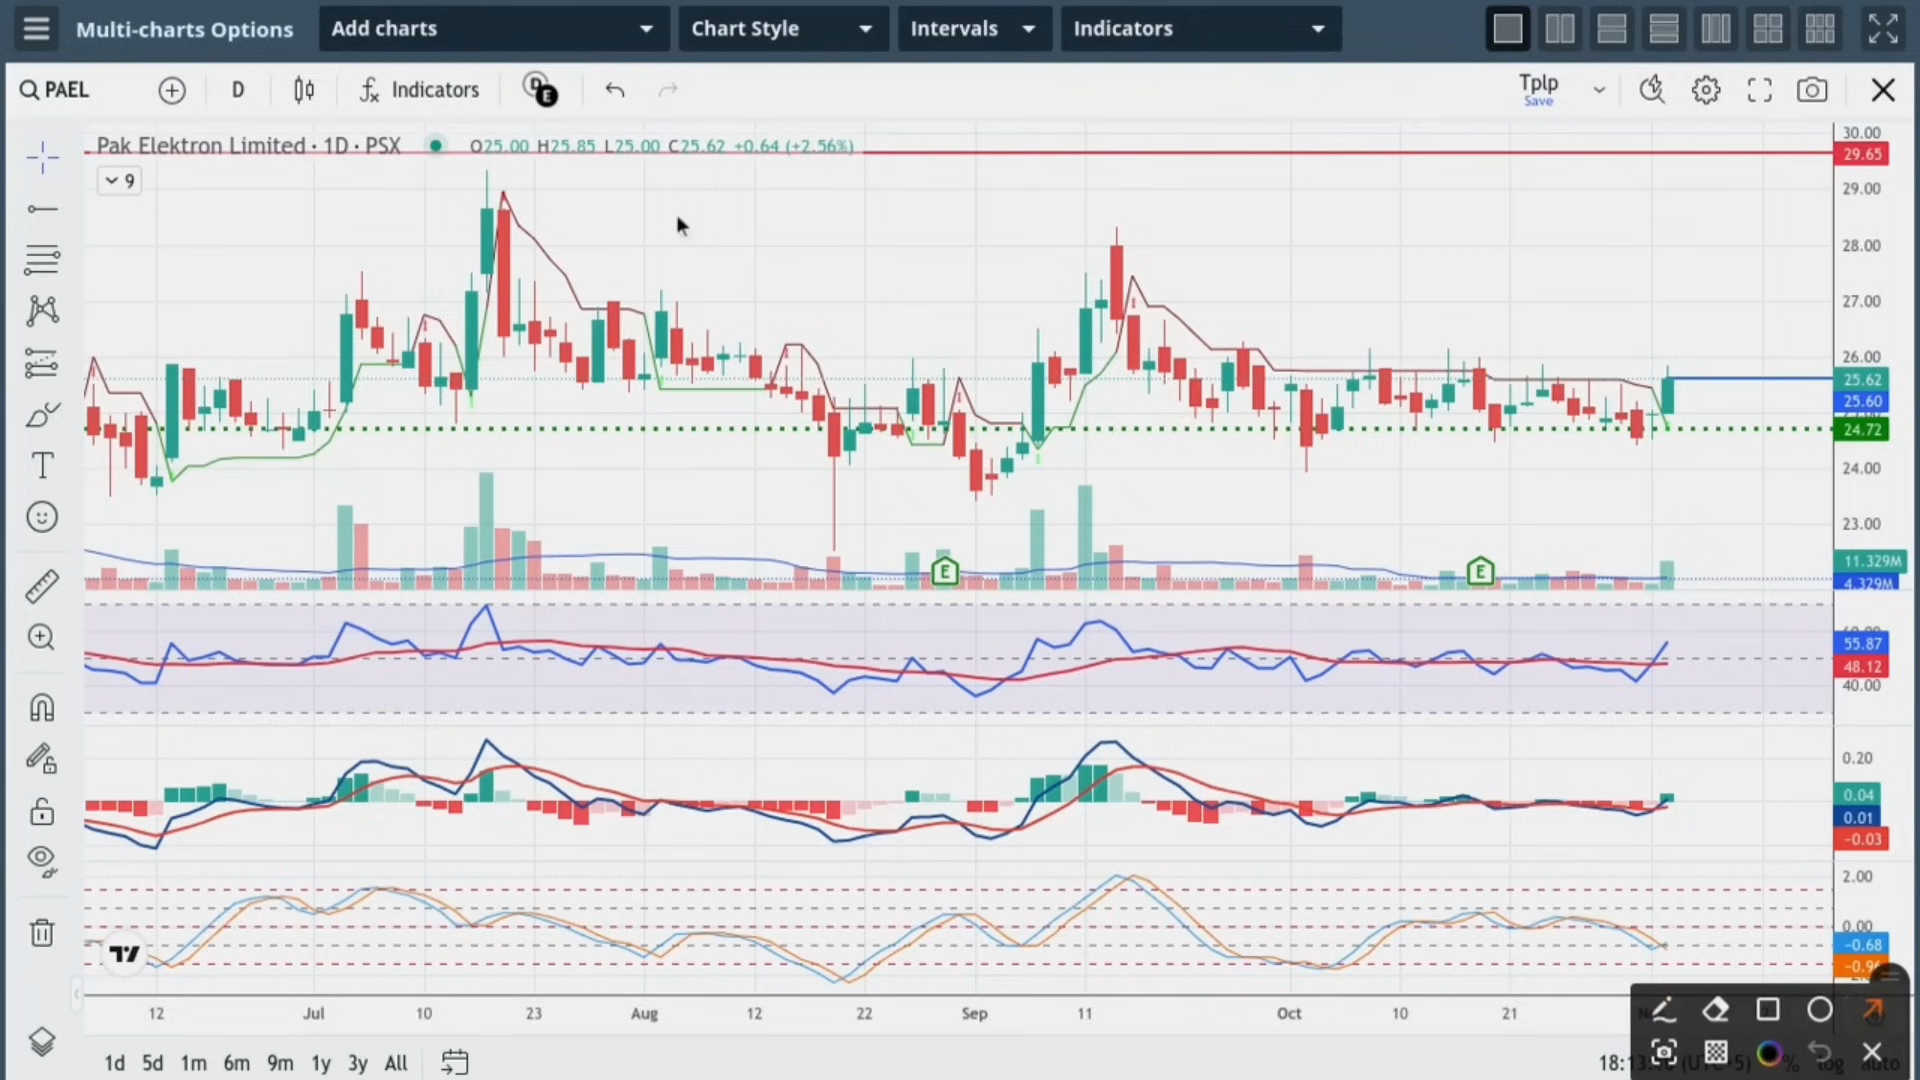 Multi-charts Options Add charts Chart Style Intervals Indicators
PAEL D Indicators D E Tplp
Save
Pak Elektron Limited · 1D · PSX O25.00 H25.85 L25.00 C25.62 +0.64 (+2.56%)
9
30.00
29.65
29.00
28.00
27.00
26.00
25.62
25.60
24.72
24.00
23.00
11.329M
4.329M
E E
55.87
48.12
40.00
0.20
0.04
0.01
-0.03
2.00
0.00
-0.68
12 Jul 10 23 Aug 12 22 Sep 11 Oct 10 21
1d 5d 1m 6m 9m 1y 3y All